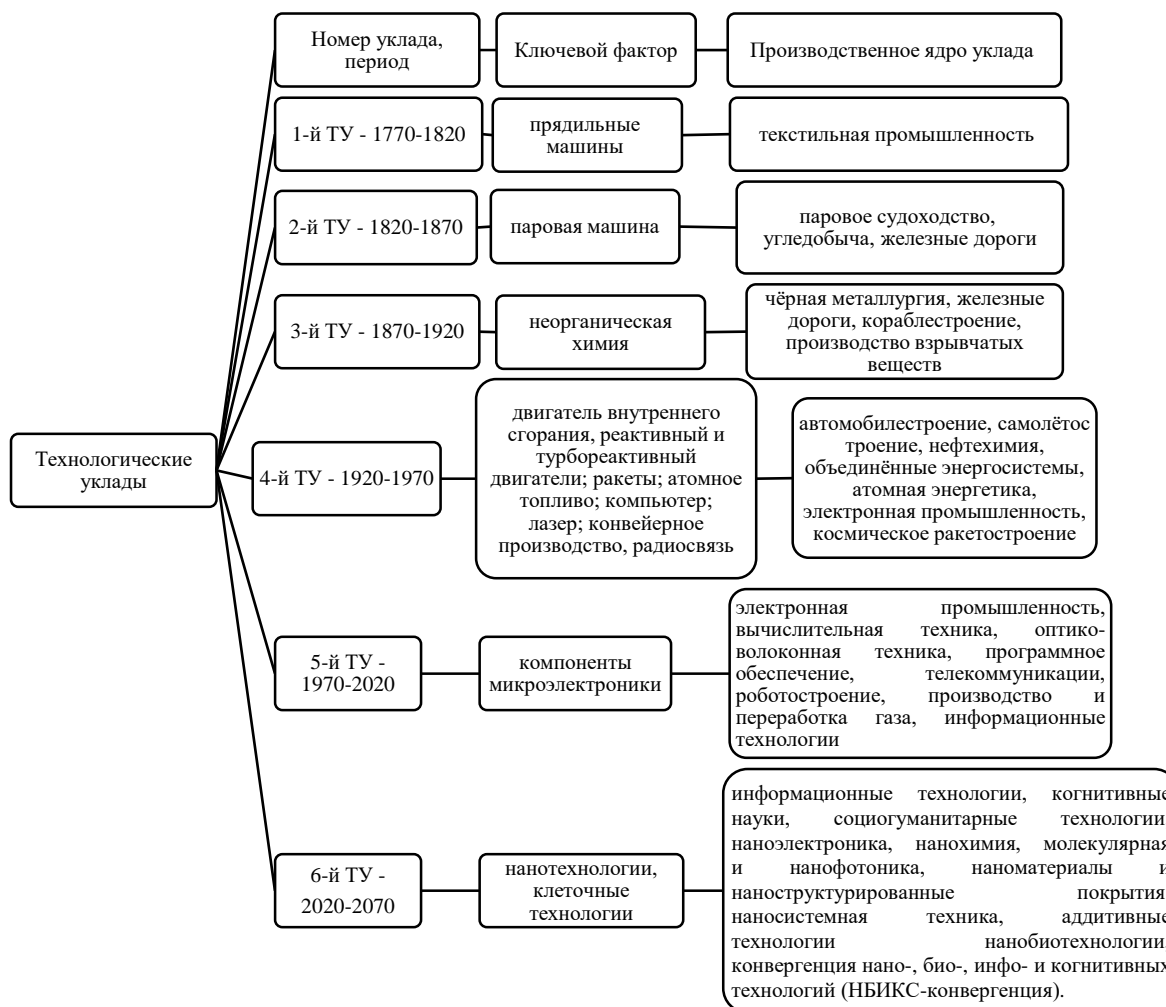 Номер уклада,
период
Ключевой фактор
Производственное ядро уклада
1-й ТУ - 1770-1820
прядильные
машины
текстильная промышленность
2-й ТУ - 1820-1870
паровая машина
паровое судоходство,
угледобыча, железные дороги
3-й ТУ - 1870-1920
неорганическая
химия
чёрная металлургия, железные
дороги, кораблестроение,
производство взрывчатых
веществ
Технологические
уклады
4-й ТУ - 1920-1970
двигатель внутреннего
сгорания, реактивный и
турбореактивный
двигатели; ракеты; атомное
топливо; компьютер;
лазер; конвейерное
производство, радиосвязь
автомобилестроение, самолётос
троение, нефтехимия,
объединённые энергосистемы,
атомная энергетика,
электронная промышленность,
космическое ракетостроение
5-й ТУ -
1970-2020
компоненты
микроэлектроники
электронная промышленность,
вычислительная техника, оптико-
волоконная техника, программное
обеспечение, телекоммуникации,
роботостроение, производство и
переработка газа, информационные
технологии
6-й ТУ -
2020-2070
нанотехнологии,
клеточные
технологии
информационные технологии, когнитивные
науки, социогуманитарные технологии,
наноэлектроника, нанохимия, молекулярная
и нанофотоника, наноматериалы и
наноструктурированные покрытия,
наносистемная техника, аддитивные
технологии нанобиотехнологии,
конвергенция нано-, био-, инфо- и когнитивных
технологий (НБИКС-конвергенция).